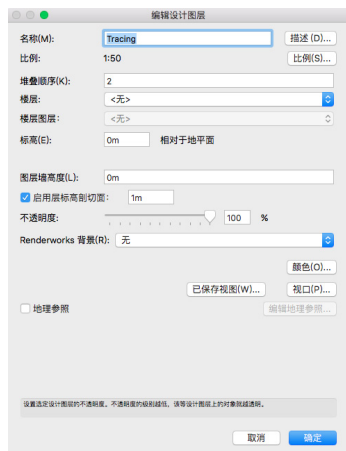 编辑设计图层
名称(M): Tracing 描述 (D)...
比例: 1:50 比例(S)...
堆叠顺序(K): 2
楼层: <无>
楼层图层: <无>
标高(E): 0m 相对于地平面
图层墙高度(L): 0m
启用层标高剖切面: 1m
不透明度: 100 %
Renderworks 背景(R): 无
颜色(O)...
已保存视图(W)... 视口(P)...
地理参照 编辑地理参照...
设置选定设计图层的不透明度。不透明度的级别越低，该等设计图层上的对象就越透明。
取消 确定